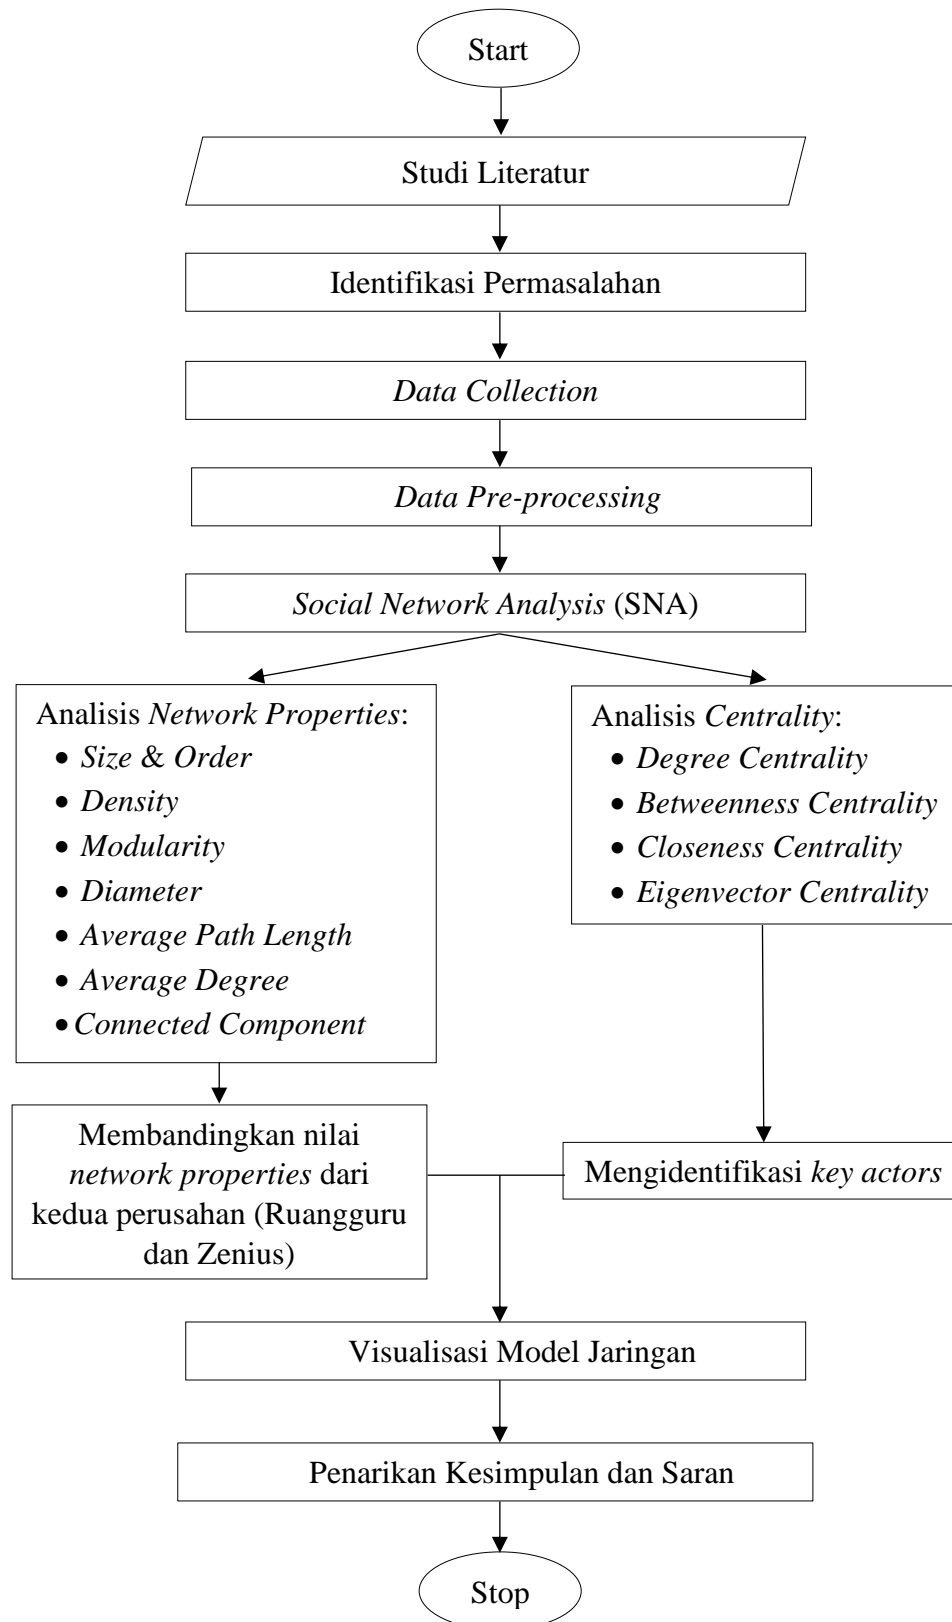 Start
Studi Literatur
Identifikasi Permasalahan
Data Collection
Data Pre-processing
Social Network Analysis (SNA)
Analisis Network Properties:
• Size & Order
• Density
• Modularity
• Diameter
• Average Path Length
• Average Degree
• Connected Component
Analisis Centrality:
• Degree Centrality
• Betweenness Centrality
• Closeness Centrality
• Eigenvector Centrality
Membandingkan nilai
network properties dari
kedua perusahan (Ruangguru
dan Zenius)
Mengidentifikasi key actors
Visualisasi Model Jaringan
Penarikan Kesimpulan dan Saran
Stop